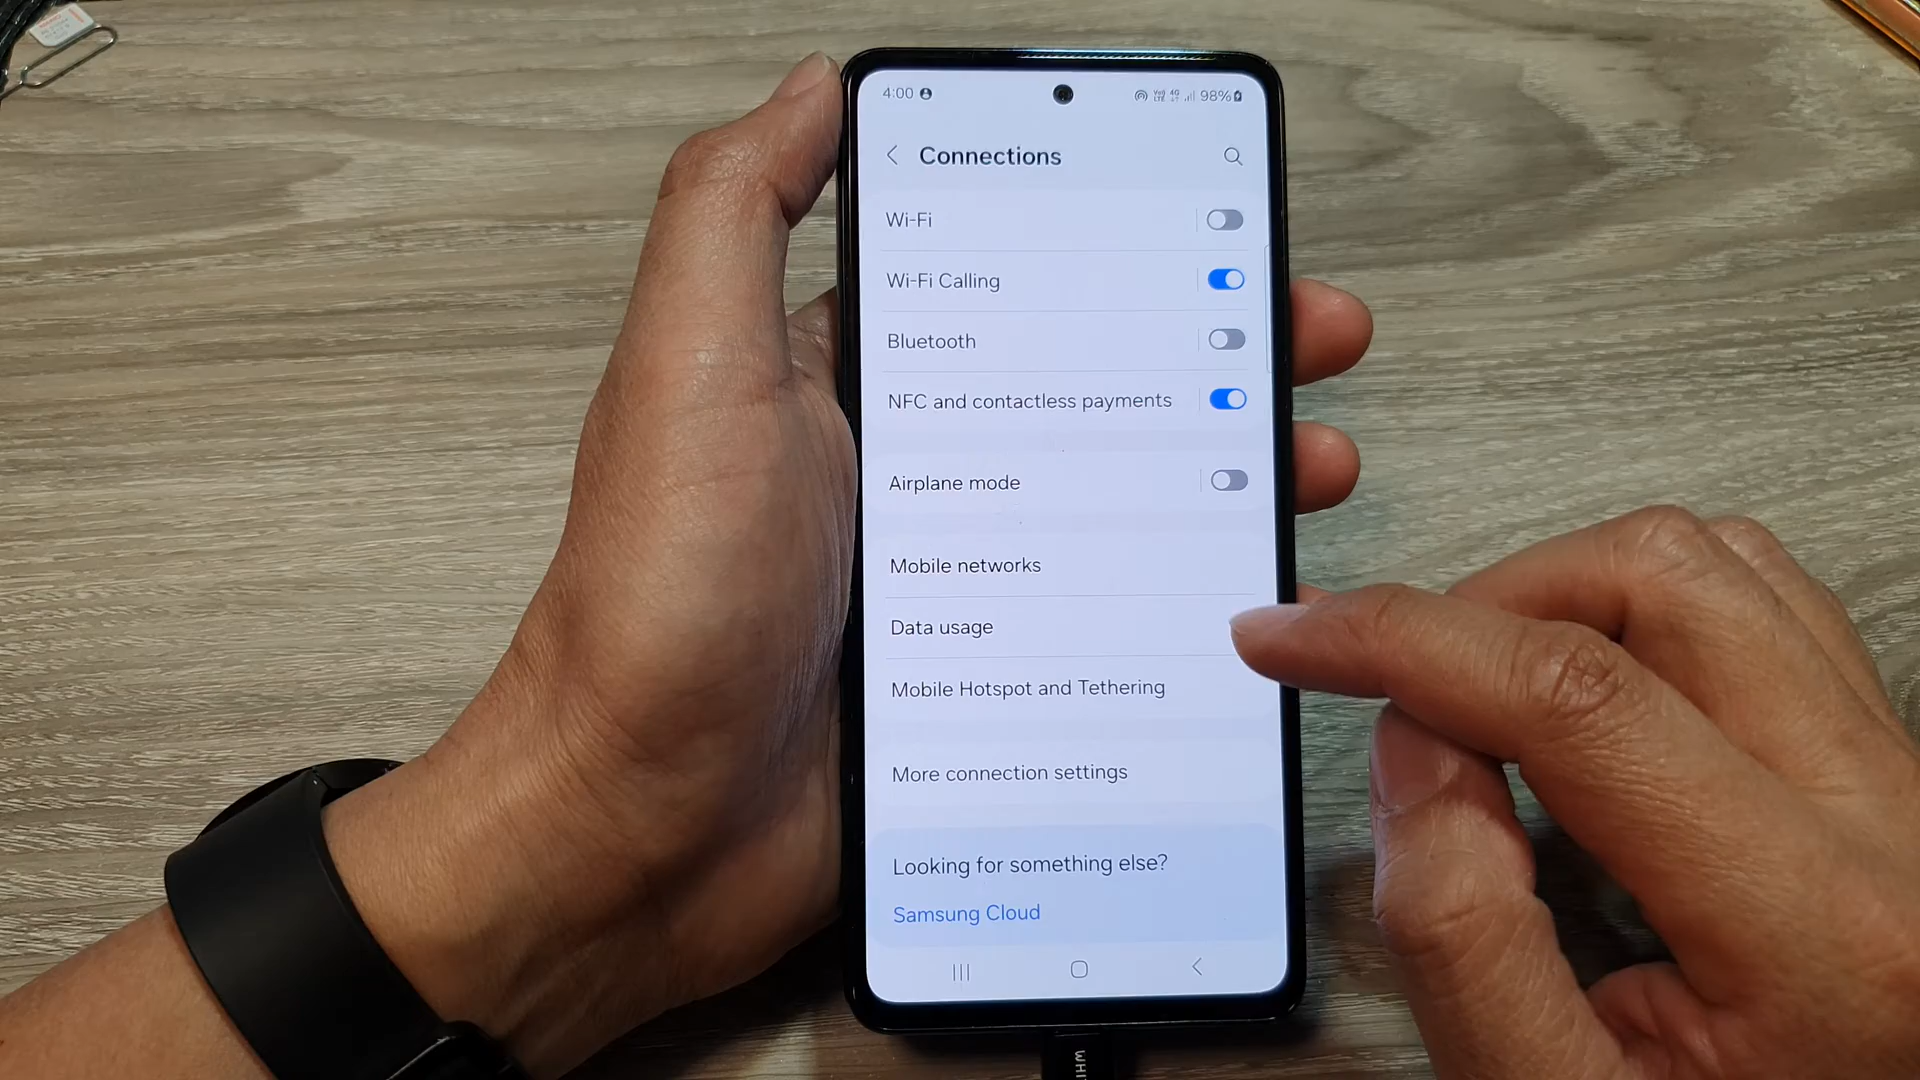 4:00 98%
Connections
Wi-Fi
Wi-Fi Calling
Bluetooth
NFC and contactless payments
Airplane mode
Mobile networks
Data usage
Mobile Hotspot and Tethering
More connection settings
Looking for something else?
Samsung Cloud
WHI